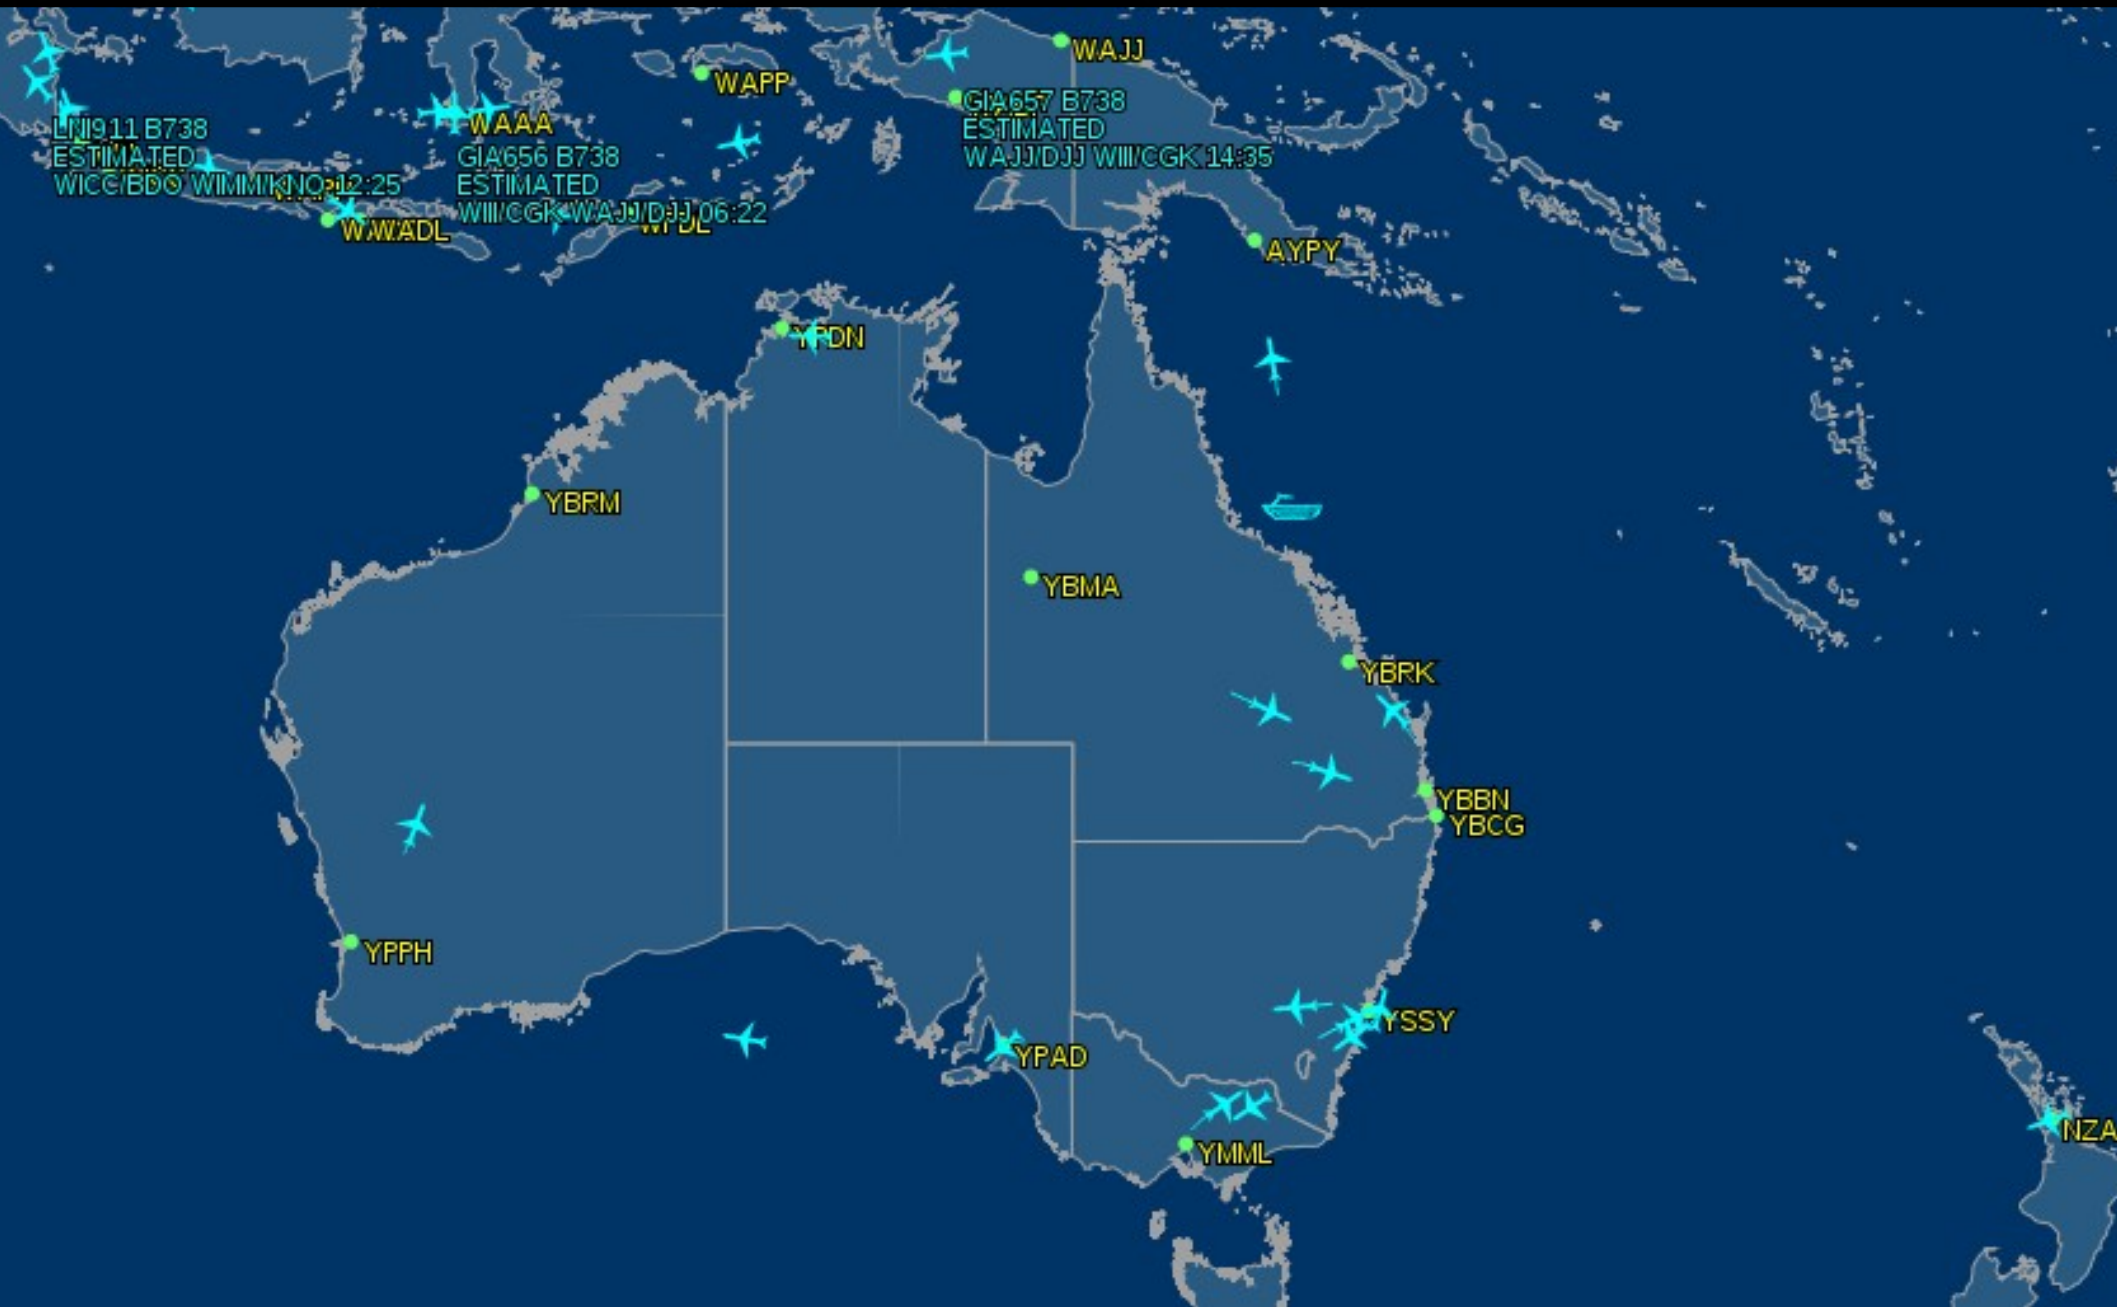 WAJJ
WAPP
GIA657 B738
ESTIMATED
WAJJ/DJJ WIII/CGK 14:35
WAAA
LNI911 B738
ESTIMATED
WICC/BDO WIMM/KNO 12:25
GIA656 B738
ESTIMATED
WIII/CGK WAJJ/DJJ 06:22
WADL
WPDL
AYPY
YPDN
YBRM
YBMA
YBRK
YBBN
YBCG
YPPH
YSSY
YPAD
NZA
YMML